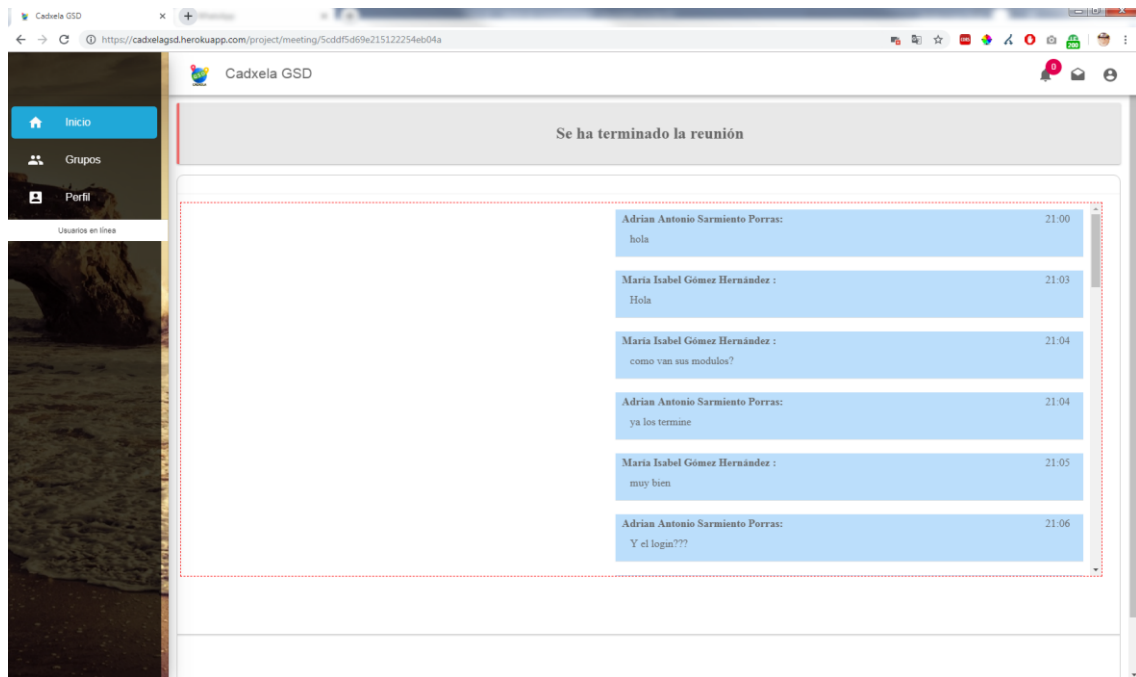 Cadxela GSD
https://cadxelagsd.herokuapp.com/project/meeting/5cddf5d69e215122254eb04a
Cadxela GSD
0
Inicio
Grupos
Perfil
Usuarios en línea
Se ha terminado la reunión
Adrian Antonio Sarmiento Porras: 21:00
hola
María Isabel Gómez Hernández : 21:03
Hola
María Isabel Gómez Hernández : 21:04
como van sus modulos?
Adrian Antonio Sarmiento Porras: 21:04
ya los termine
María Isabel Gómez Hernández : 21:05
muy bien
Adrian Antonio Sarmiento Porras: 21:06
Y el login???